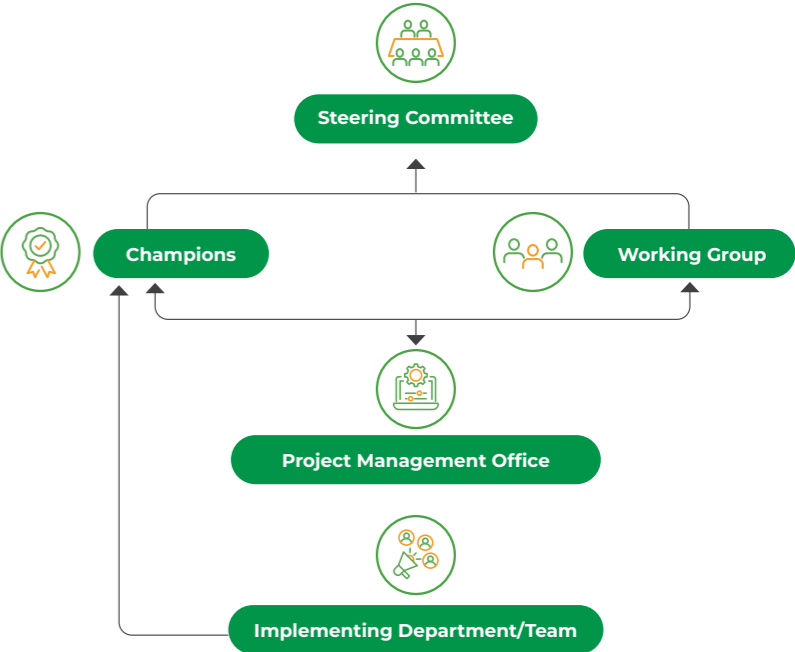 Steering Committee
Champions
Working Group
Project Management Office
Implementing Department/Team